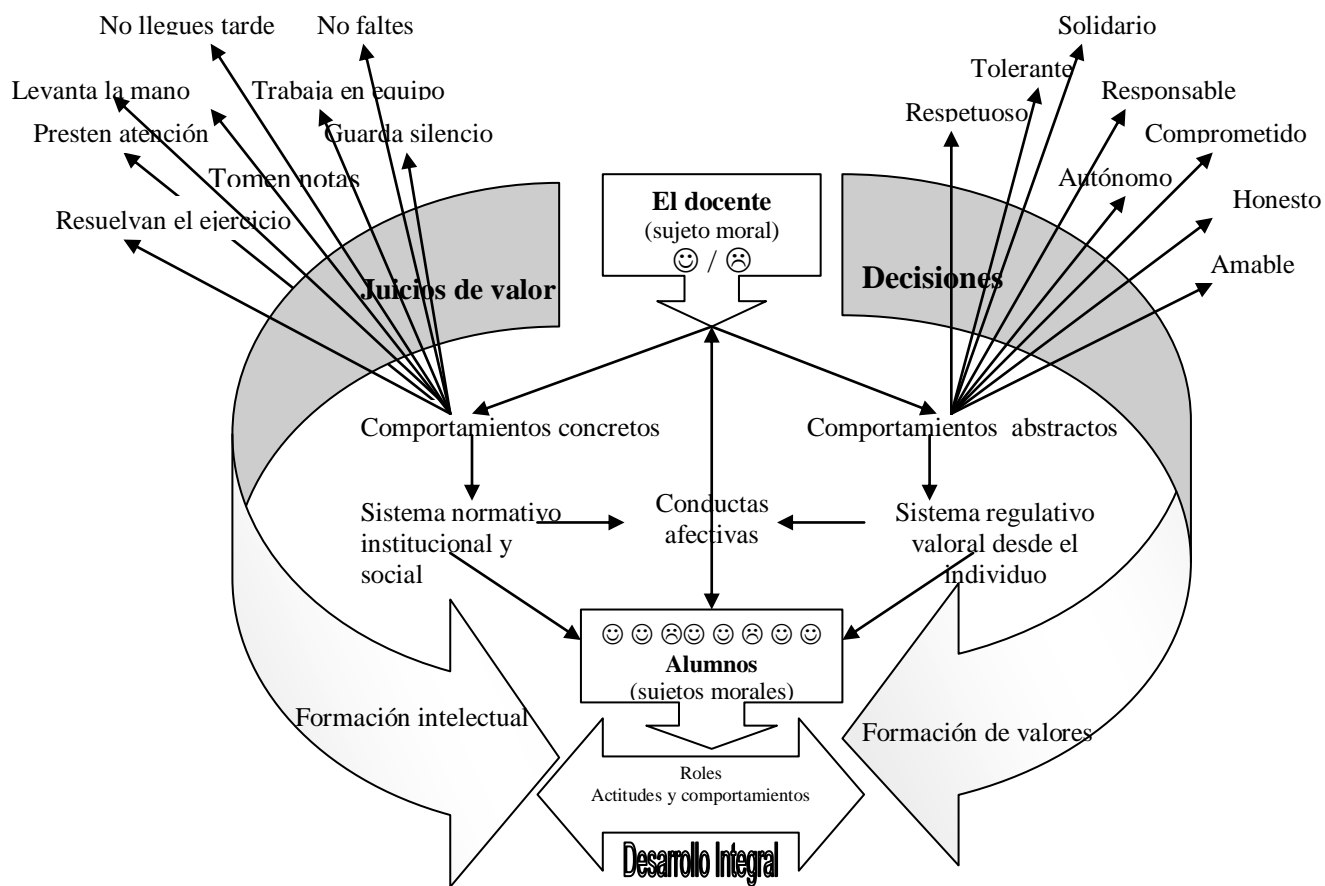 No llegues tarde
No faltes
Solidario
Levanta la mano
Trabaja en equipo
Tolerante
Responsable
Presten atención
Guarda silencio
Respetuoso
Comprometido
Tomen notas
Autónomo
Resuelvan el ejercicio
Honesto
El docente
(sujeto moral)
☺ / ☹
Amable
Juicios de valor
Decisiones
Comportamientos concretos
Comportamientos abstractos
Sistema normativo
institucional y
social
Conductas
afectivas
Sistema regulativo
valoral desde el
individuo
☺ ☺ ☹☺ ☺ ☹ ☺ ☺
Alumnos
(sujetos morales)
Formación intelectual
Formación de valores
Roles
Actitudes y comportamientos
Desarrollo Integral